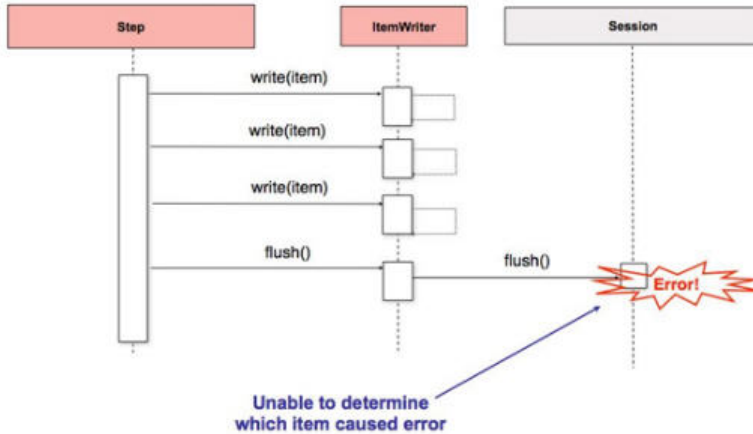 Step
ItemWriter
Session
write(item)
write(item)
write(item)
flush()
flush()
Error!
Unable to determine
which item caused error